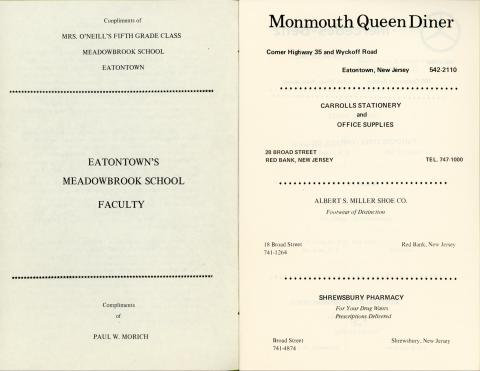 Compliments of
MRS. O'NEILL'S FIFTH GRADE CLASS
MEADOWBROOK SCHOOL
EATONTOWN
EATONTOWN'S
MEADOWBROOK SCHOOL
FACULTY
Compliments
of
PAUL W. MORICH
Monmouth Queen Diner
Corner Highway 35 and Wyckoff Road
Eatontown, New Jersey 542-2110
CARROLLS STATIONERY
and
OFFICE SUPPLIES
28 BROAD STREET
RED BANK, NEW JERSEY TEL. 747-1000
ALBERT S. MILLER SHOE CO.
Footwear of Distinction
18 Broad Street Red Bank, New Jersey
741-1264
SHREWSBURY PHARMACY
For Your Drug Wants
Prescriptions Delivered
Broad Street Shrewsbury, New Jersey
741-4874